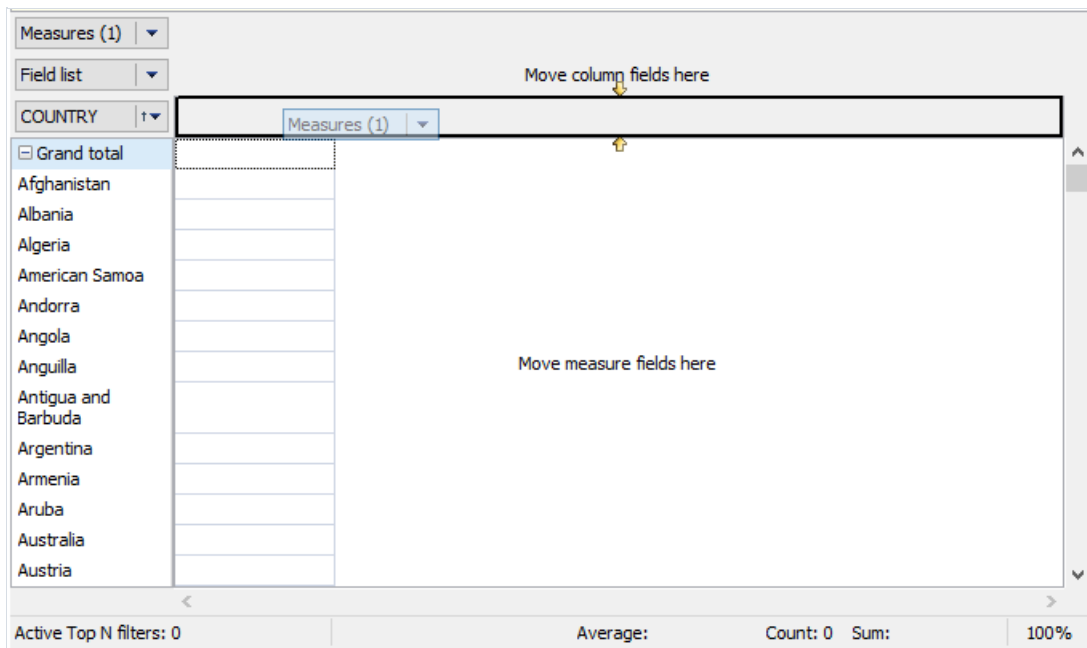 Measures (1)
Field list
Move column fields here
COUNTRY
Measures (1)
Grand total
Afghanistan
Albania
Algeria
American Samoa
Andorra
Angola
Anguilla
Move measure fields here
Antigua and
Barbuda
Argentina
Armenia
Aruba
Australia
Austria
Active Top N filters: 0
Average:
Count: 0
Sum:
100%